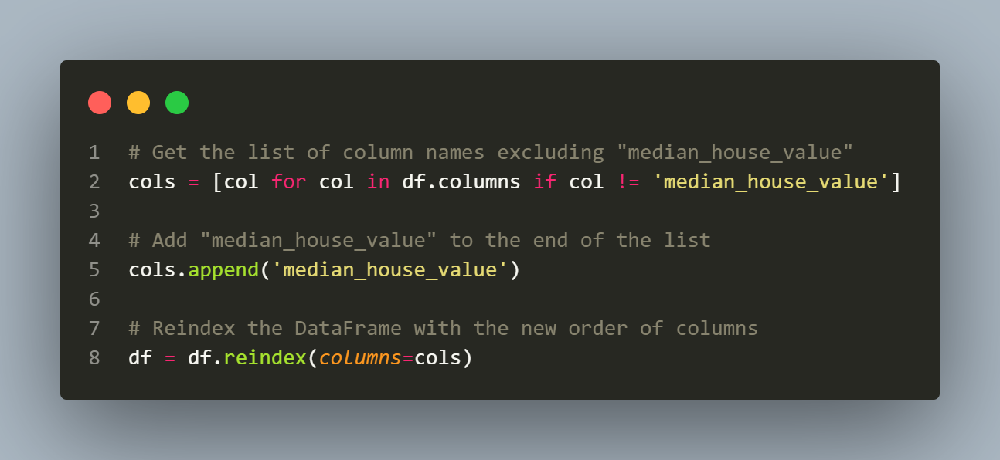 1 # Get the list of column names excluding "median_house_value"
2 cols = [col for col in df.columns if col != 'median_house_value']
3
4 # Add "median_house_value" to the end of the list
5 cols.append('median_house_value')
6
7 # Reindex the DataFrame with the new order of columns
8 df = df.reindex(columns=cols)